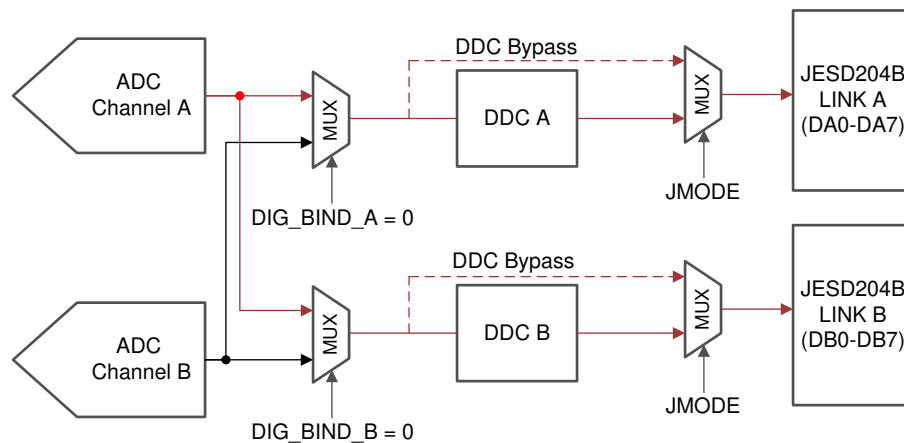 ADC
Channel A
MUX
DIG_BIND_A = 0
DDC Bypass
DDC A
MUX
JMODE
JESD204B
LINK A
(DA0-DA7)
ADC
Channel B
MUX
DIG_BIND_B = 0
DDC Bypass
DDC B
MUX
JMODE
JESD204B
LINK B
(DB0-DB7)